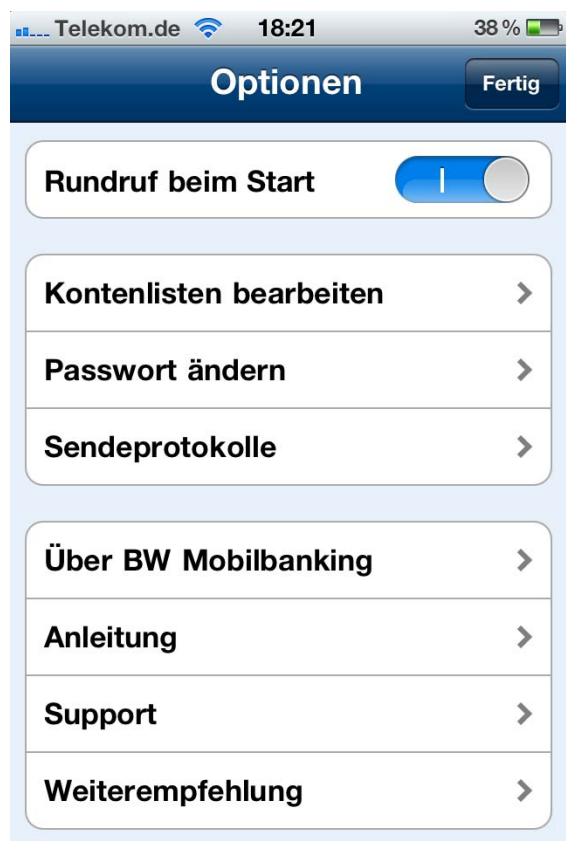 Telekom.de 18:21 38 %
Optionen Fertig
Rundruf beim Start
Kontenlisten bearbeiten
Passwort ändern
Sendeprotokolle
Über BW Mobilbanking
Anleitung
Support
Weiterempfehlung